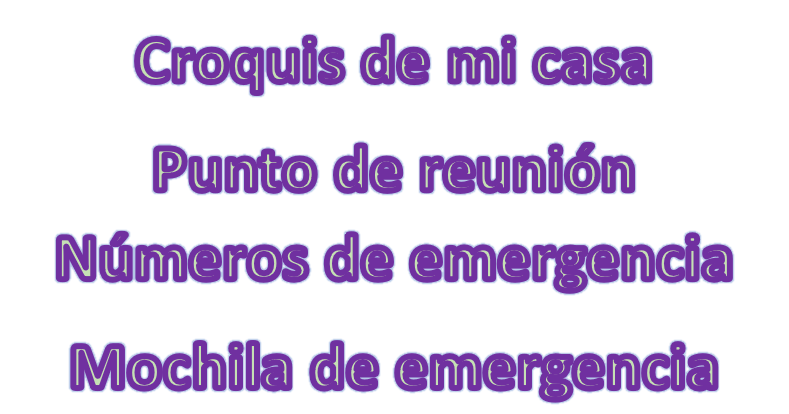 Croquis de mi casa
Punto de reunión
Números de emergencia
Mochila de emergencia